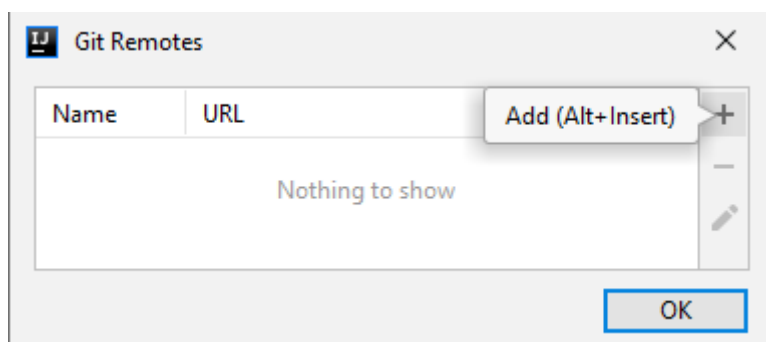 IJ Git Remotes
Name URL Add (Alt+Insert)
Nothing to show
OK